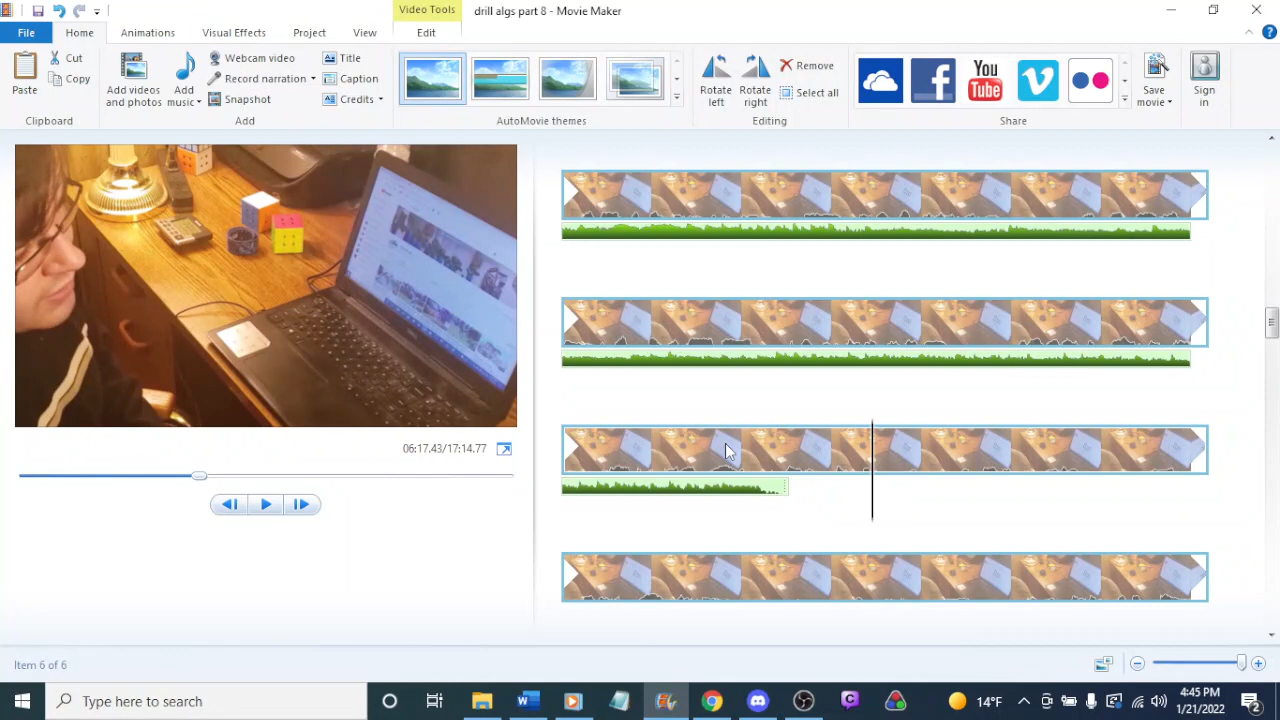 Video Tools
drill algs part 8 - Movie Maker
File
Home
Animations
Visual Effects
Project
View
Edit
Paste
Cut
Copy
Clipboard
Add videos
and photos
Add
music
Webcam video
Record narration
Snapshot
Title
Caption
Credits
Add
AutoMovie themes
Rotate
left
Rotate
right
Remove
Select all
Editing
You
Tube
Share
Save
movie
Sign
in
06:17.43/17:14.77
Item 6 of 6
Type here to search
14°F
4:45 PM
1/21/2022
2